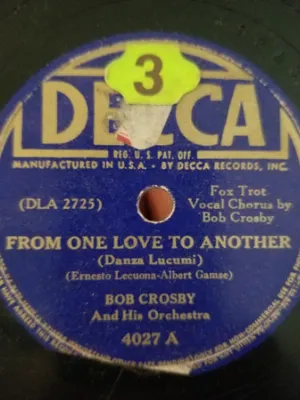 3
DECCA
REG. U. S. PAT. OFF.
MANUFACTURED IN U.S.A. • BY DECCA RECORDS, INC.
(DLA 2725)
Fox Trot
Vocal Chorus by
Bob Crosby
FROM ONE LOVE TO ANOTHER
(Danza Lucumi)
(Ernesto Lecuona-Albert Gamse)
BOB CROSBY
And His Orchestra
4027 A